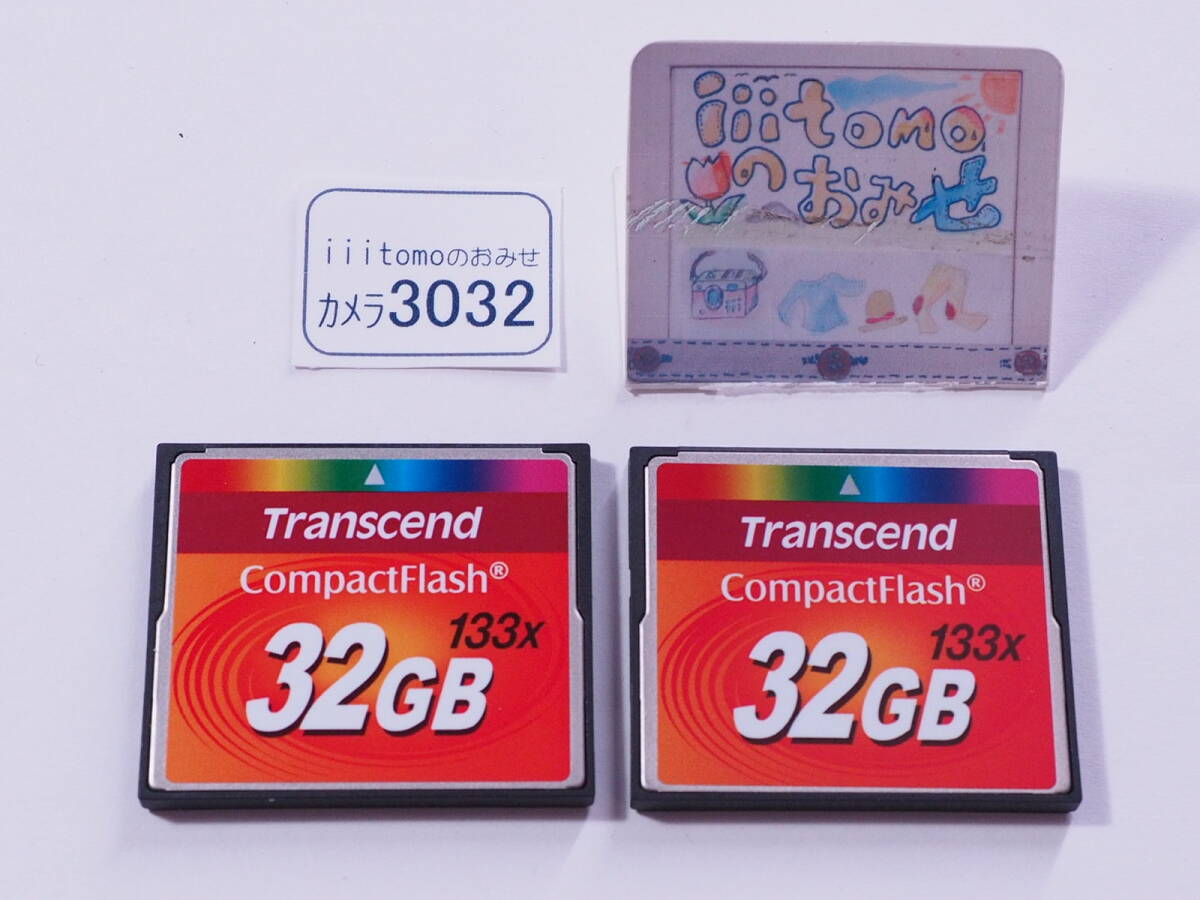 iiitomo
のおみせ
iiitomoのおみせ
カメラ3032
Transcend
CompactFlash®
133x
32GB
Transcend
CompactFlash®
133x
32GB